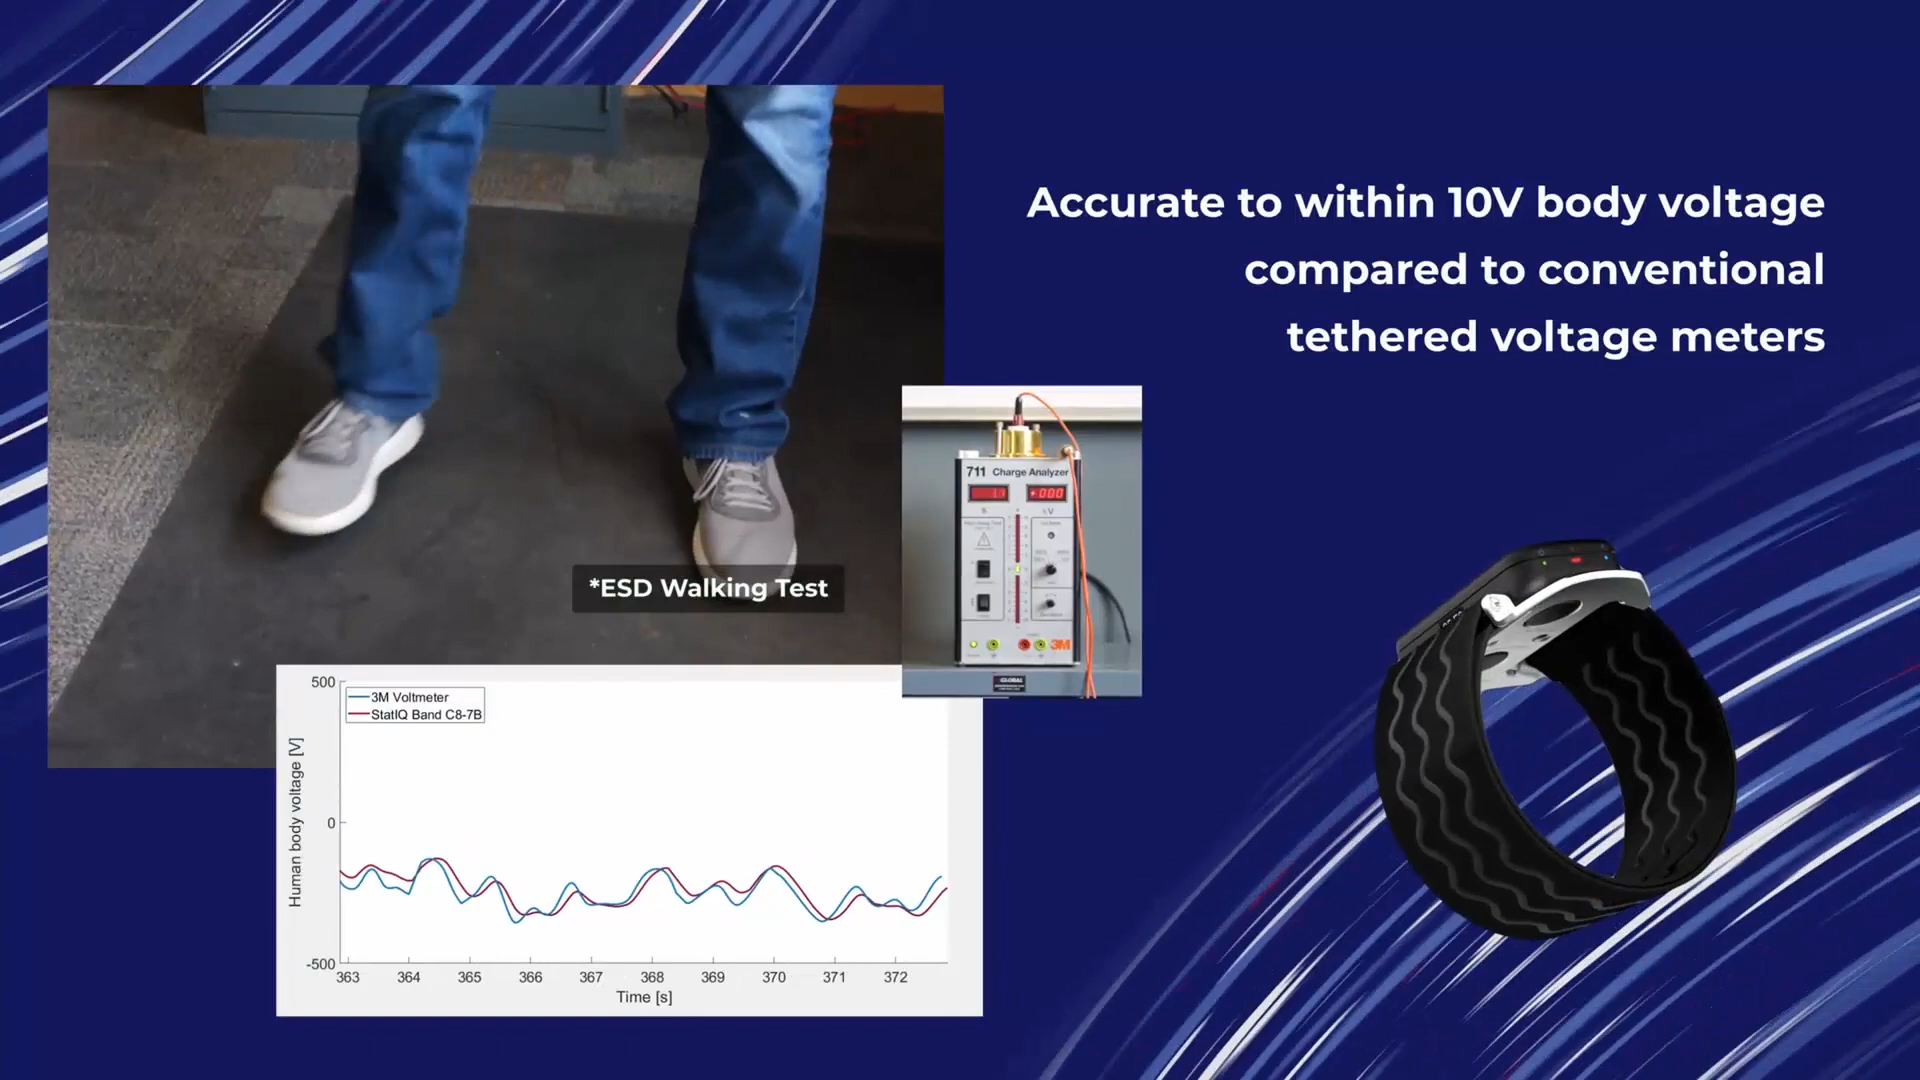 Accurate to within 10V body voltage
compared to conventional
tethered voltage meters
711 Charge Analyzer
kV
3M
*ESD Walking Test
500
0
-500
3M Voltmeter
StatIQ Band C8-7B
Human body voltage [V]
363 364 365 366 367 368 369 370 371 372
Time [s]